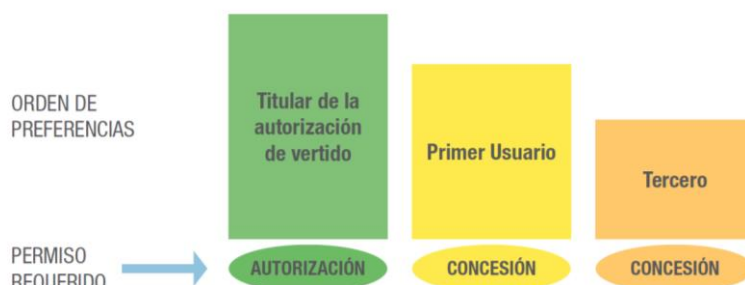 ORDEN DE
PREFERENCIAS
Titular de la
autorización
de vertido
Primer Usuario
Tercero
PERMISO
REQUERIDO
AUTORIZACIÓN
CONCESIÓN
CONCESIÓN